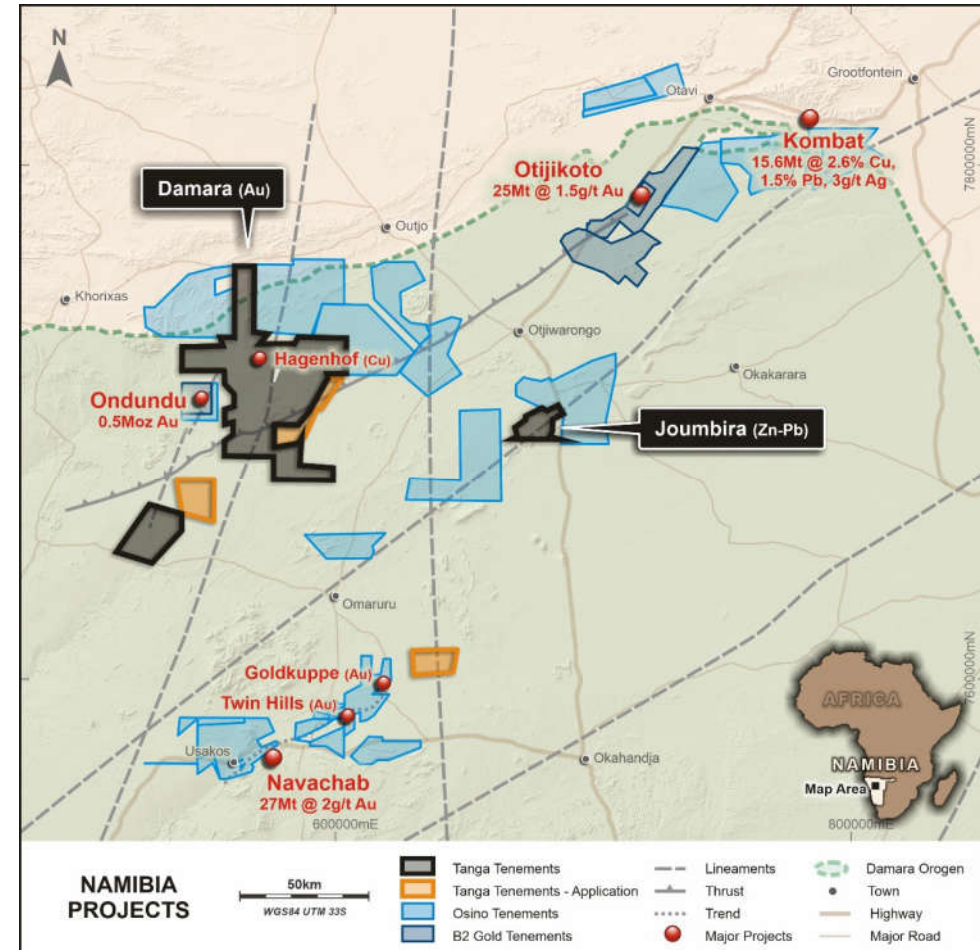 N
Grootfontein
Otavi
Kombat
15.6Mt @ 2.6% Cu,
1.5% Pb, 3g/t Ag
7800000mN
Otijikoto
25Mt @ 1.5g/t Au
Damara (Au)
Outjo
Khorixas
Otjiwarongo
Hagenhof (Cu)
Okakarara
Ondundu
0.5Moz Au
Joumbira (Zn-Pb)
Omaruru
Goldkuppe (Au)
Twin Hills (Au)
7600000mN
AFRICA
Usakos
Okahandja
NAMIBIA
Map Area
Navachab
27Mt @ 2g/t Au
600000mE
800000mE
NAMIBIA
PROJECTS
50km
WGS84 UTM 33S
Tanga Tenements
Tanga Tenements - Application
Osino Tenements
B2 Gold Tenements
Lineaments
Thrust
Trend
Major Projects
Damara Orogen
Town
Highway
Major Road